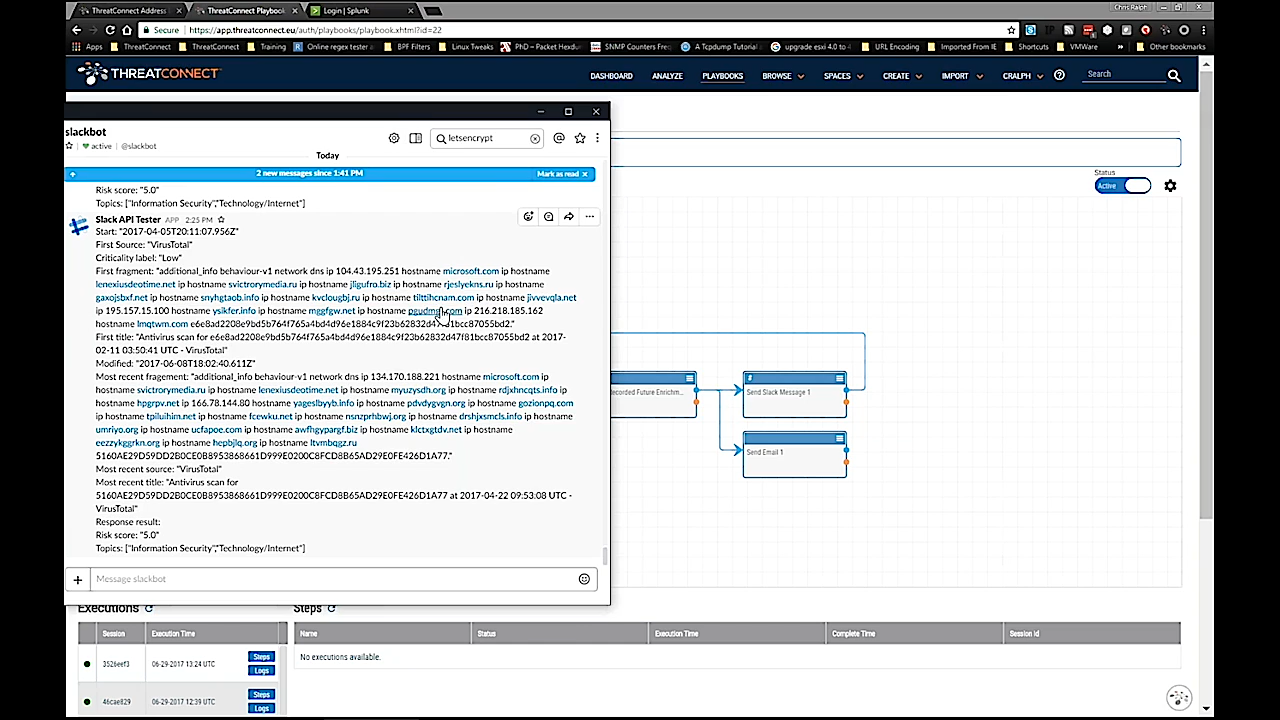 Chris Ralph
ThreatConnect Address
ThreatConnect Playbook
Login | Splunk
Secure
https://app.threatconnect.eu/auth/playbooks/playbook.xhtml?id=22
Apps
ThreatConnect
ThreatConnect
Training
Online regex tester a
BPF Filters
Linux Tweaks
PhD – Packet Hexdu
SNMP Counters Freq
A Tcpdump Tutorial
upgrade esxi 4.0 to 4
URL Encoding
Imported From IE
Shortcuts
VMWare
»
Other bookmarks
THREATCONNECT
DASHBOARD
ANALYZE
PLAYBOOKS
BROWSE
SPACES
CREATE
IMPORT
CRALPH
Search
slackbot
active | @slackbot
letsencrypt
Today
2 new messages since 1:41 PM
Mark as read
Risk score: "5.0"
Topics: ["Information Security","Technology/Internet"]
Slack API Tester APP 2:25 PM
Start: "2017-04-05T20:11:07.956Z"
First Source: "VirusTotal"
Criticality label: "Low"
First fragment: "additional_info behaviour-v1 network dns ip 104.43.195.251 hostname microsoft.com ip hostname
lenexiusdeotime.net ip hostname svictrorymedia.ru ip hostname jligufro.biz ip hostname rjeslyekns.ru ip hostname
gaxojsbxf.net ip hostname snyhgtaob.info ip hostname kvclougbj.ru ip hostname tilttihcnam.com ip hostname jivvevqla.net
ip 195.157.15.100 hostname ysikfer.info ip hostname mggfgw.net ip hostname ip 216.218.185.162
hostname lmqtwm.com
First title: "Antivirus scan for e6e8ad2208e9bd5b764f765a4bd4d96e1884c9f23b62832d47f81bcc87055bd2 at 2017-
02-11 03:50:41 UTC - VirusTotal"
Modified: "2017-06-08T18:02:40.611Z"
Most recent fragement: "additional_info behaviour-v1 network dns ip 134.170.188.221 hostname microsoft.com ip hostname
svictrorymedia.ru ip hostname lenexiusdeotime.net ip hostname myuzysdh.org ip hostname rdjxhncqts.info ip
hostname hpgrpv.net ip 166.78.144.80 hostname yageslbyyb.info ip hostname pdvdygvgn.org ip hostname gozionpq.com
ip hostname tpiluihim.net ip hostname fcewku.net ip hostname nsnzprhbwj.org ip hostname drshjxsmcls.info ip hostname
umriyo.org ip hostname ucfapoe.com ip hostname awfhgypargf.biz ip hostname klctxgtdv.net ip hostname
eezzykggrkn.org ip hostname hepbjlq.org ip hostname ltvmbqgz.ru
5160AE29D59DD2B0CE0B8953868661D999E0200C8FCD8B65AD29E0FE426D1A77."
Most recent source: "VirusTotal"
Most recent title: "Antivirus scan for
5160AE29D59DD2B0CE0B8953868661D999E0200C8FCD8B65AD29E0FE426D1A77 at 2017-04-22 09:53:08 UTC -
VirusTotal"
Response result:
Risk score: "5.0"
Topics: ["Information Security","Technology/Internet"]
Message slackbot
Status
Active
ecorded Future Enrichm...
Send Slack Message 1
Send Email 1
Executions
Session
Execution Time
3526eef3
06-29-2017 13:24 UTC
Steps
Logs
46cae829
06-29-2017 12:39 UTC
Steps
Logs
Steps
Name
Status
Execution Time
Complete Time
Session Id
No executions available.